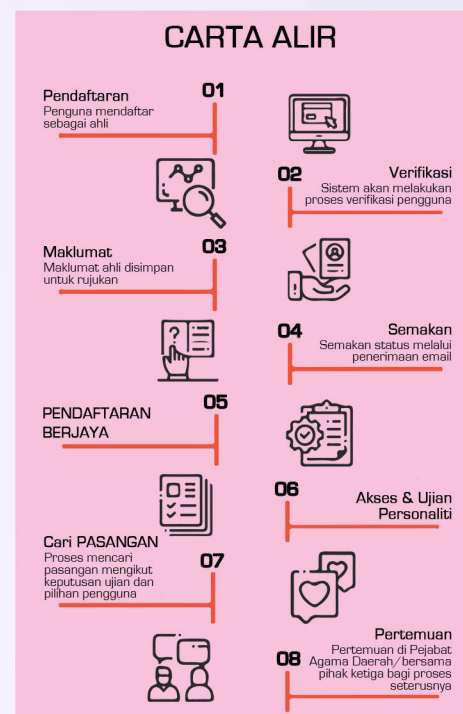 CARTA ALIR
01
Pendaftaran
Penguna mendaftar
sebagai ahli
02
Verifikasi
Sistem akan melakukan
proses verifikasi pengguna
03
Maklumat
Maklumat ahli disimpan
untuk rujukan
04
Semakan
Semakan status melalui
penerimaan email
05
PENDAFTARAN
BERJAYA
06
Akses & Ujian
Personaliti
07
Cari PASANGAN
Proses mencari
pasangan mengikut
keputusan ujian dan
pilihan pengguna
08
Pertemuan
Pertemuan di Pejabat
Agama Daerah/bersama
pihak ketiga bagi proses
seterusnya